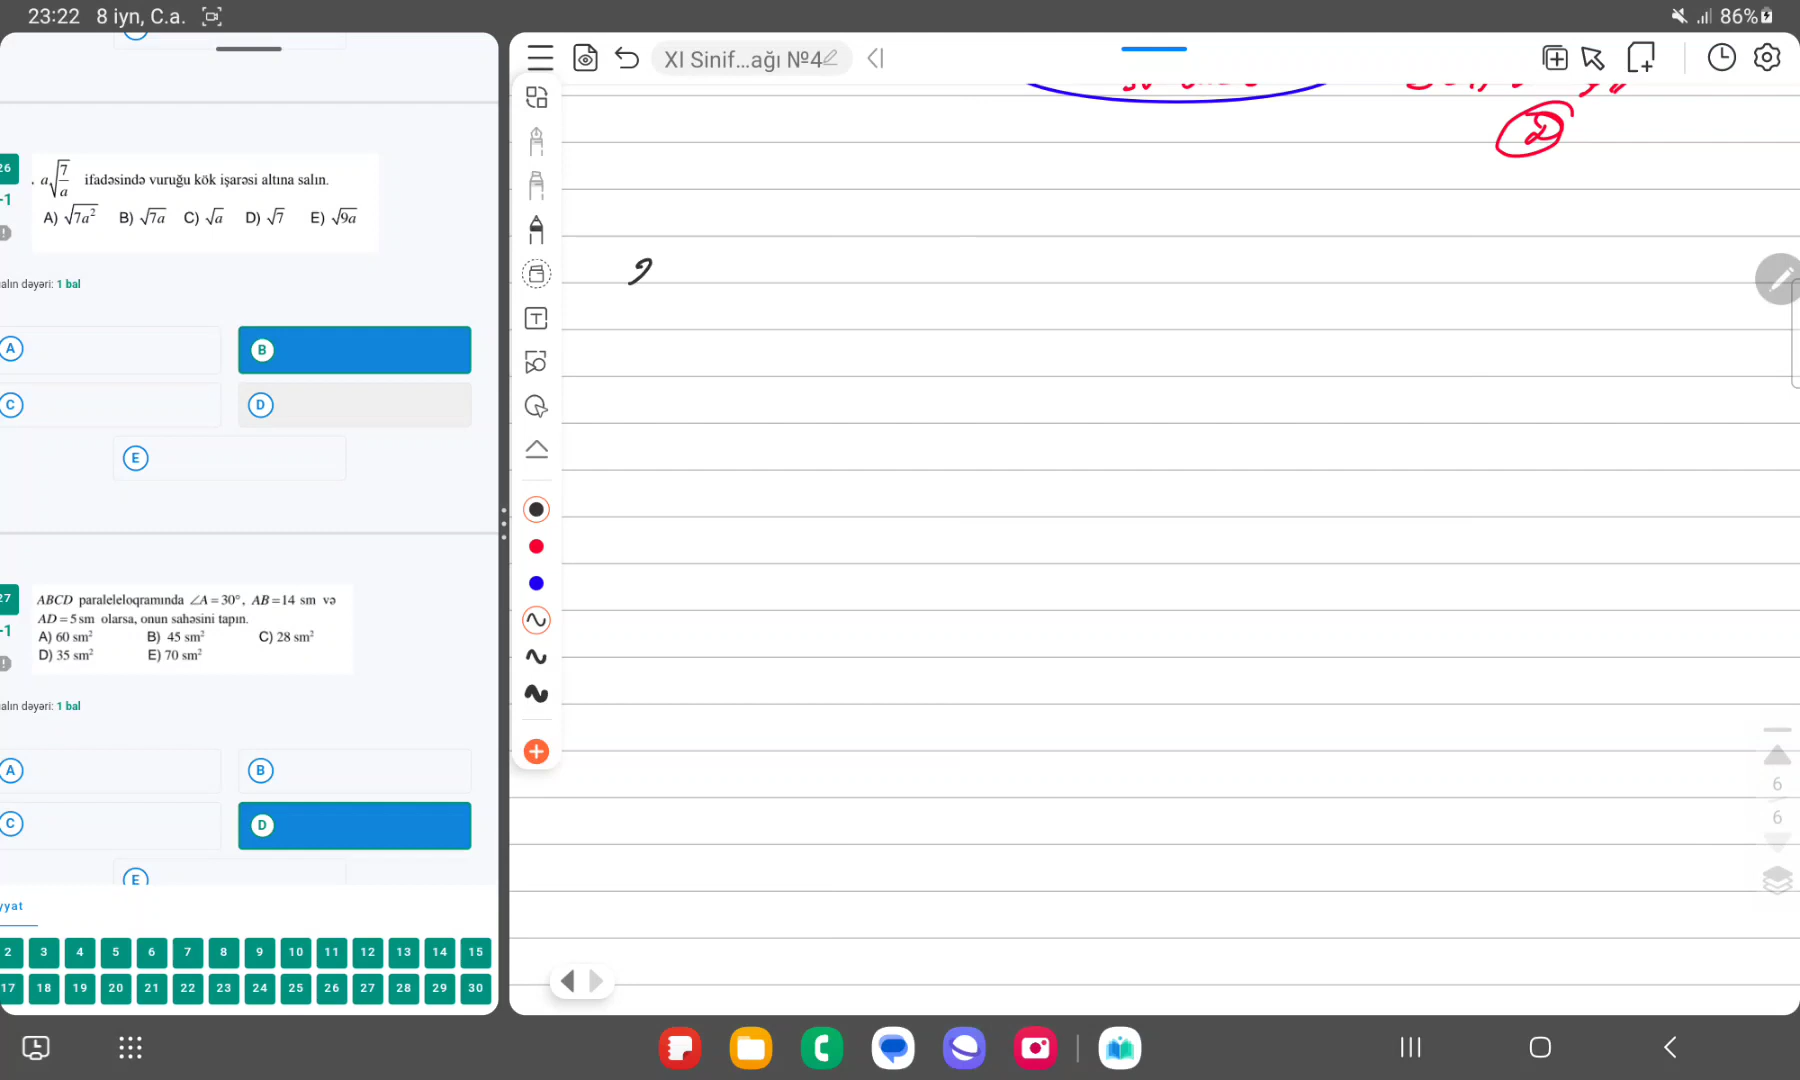 23:22 8 iyn, C.a.
86%
XI Sinif...ağı №4
26
-1
. a√(7/a) ifadəsində vuruğu kök işarəsi altına salın.
A) √7a² B) √7a C) √a D) √7 E) √9a
alın dəyəri: 1 bal
A
B
C
D
E
27
-1
ABCD paraleleloqramında ∠A = 30°, AB = 14 sm və
AD = 5 sm olarsa, onun sahəsini tapın.
A) 60 sm² B) 45 sm² C) 28 sm²
D) 35 sm² E) 70 sm²
alın dəyəri: 1 bal
A
B
C
D
E
yyat
2 3 4 5 6 7 8 9 10 11 12 13 14 15
17 18 19 20 21 22 23 24 25 26 27 28 29 30
T
6
6